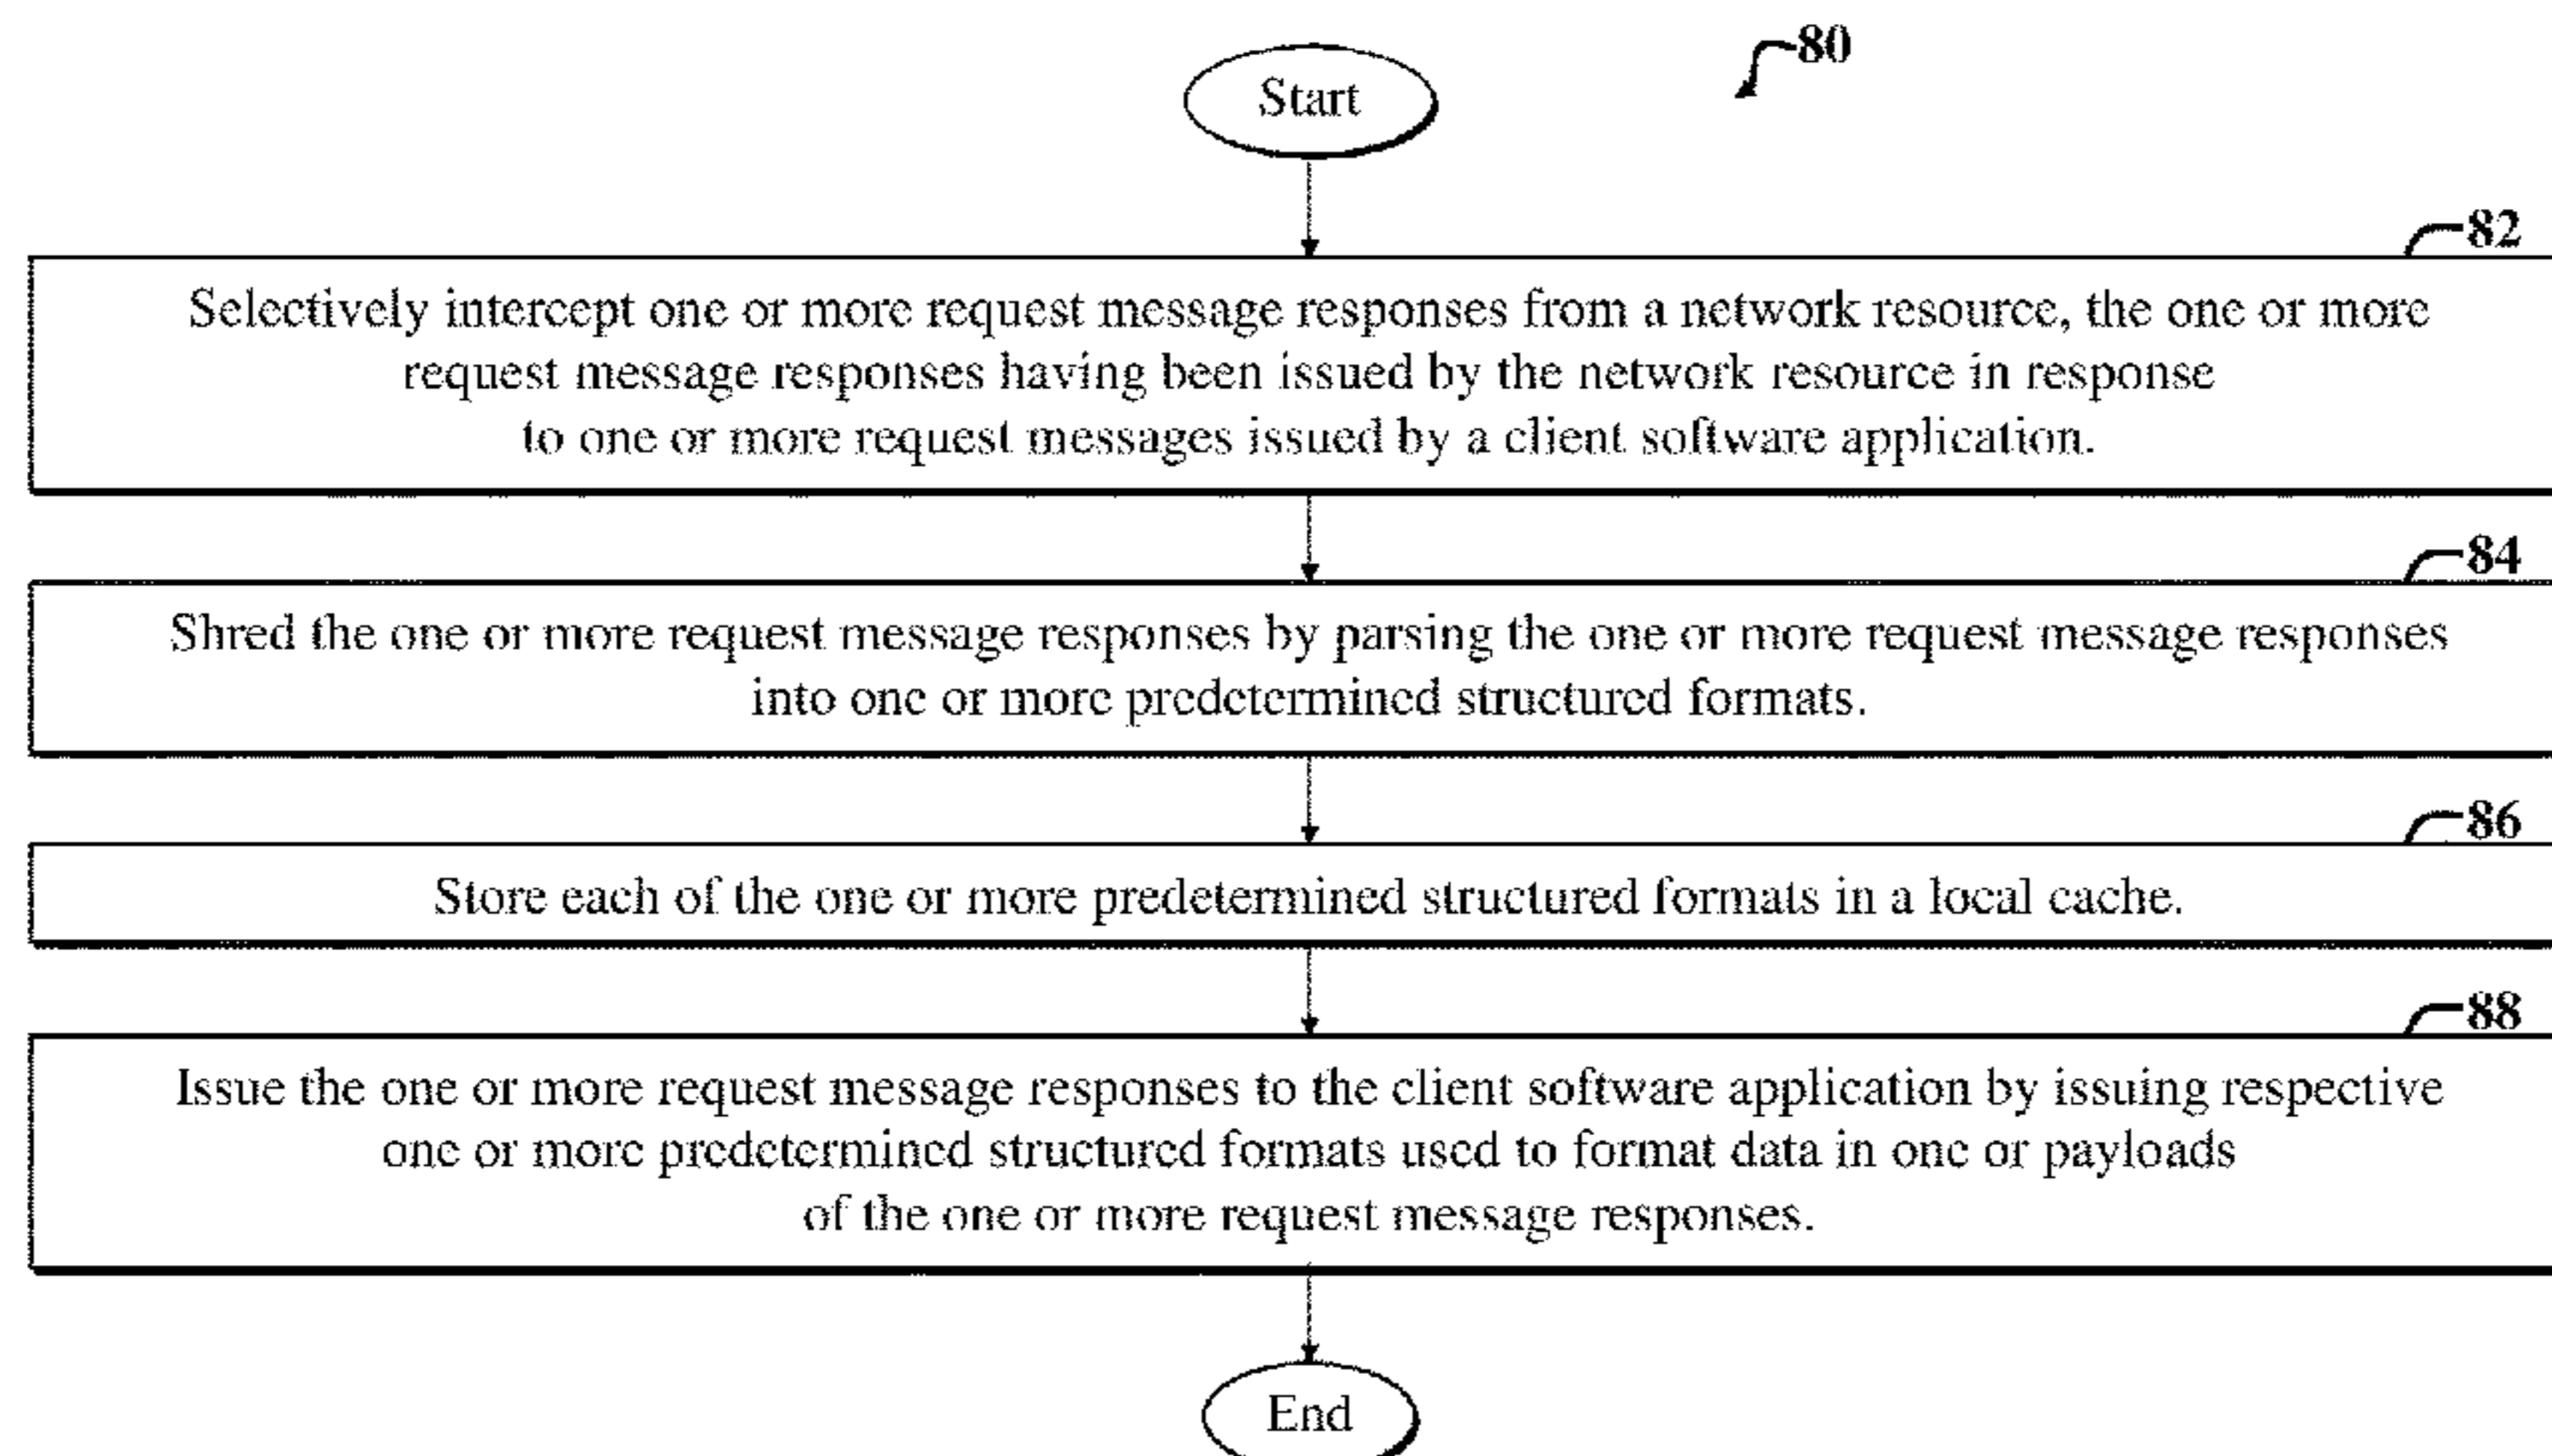 Start
80
82
Selectively intercept one or more request message responses from a network resource, the one or more
request message responses having been issued by the network resource in response
to one or more request messages issued by a client software application.
84
Shred the one or more request message responses by parsing the one or more request message responses
into one or more predetermined structured formats.
86
Store each of the one or more predetermined structured formats in a local cache.
88
Issue the one or more request message responses to the client software application by issuing respective
one or more predetermined structured formats used to format data in one or payloads
of the one or more request message responses.
End